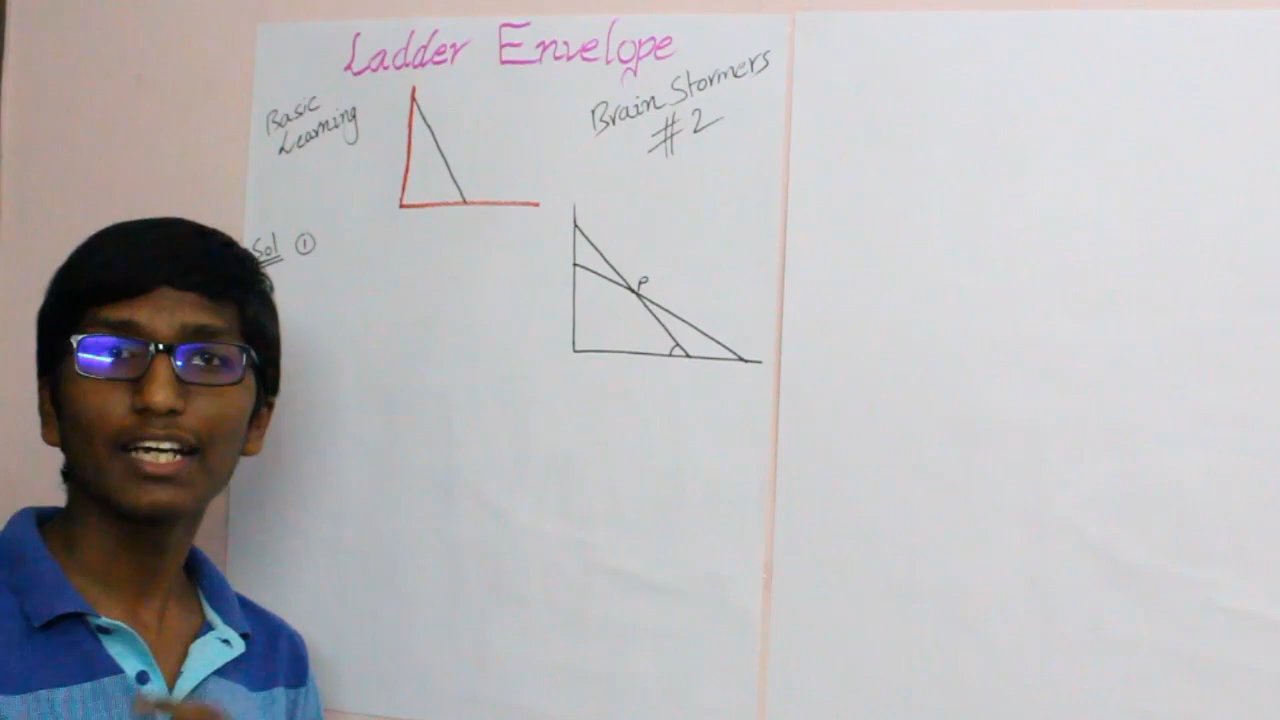 Ladder Envelope
Basic
Learning
Brain Stormers
#2
Sol ①
P